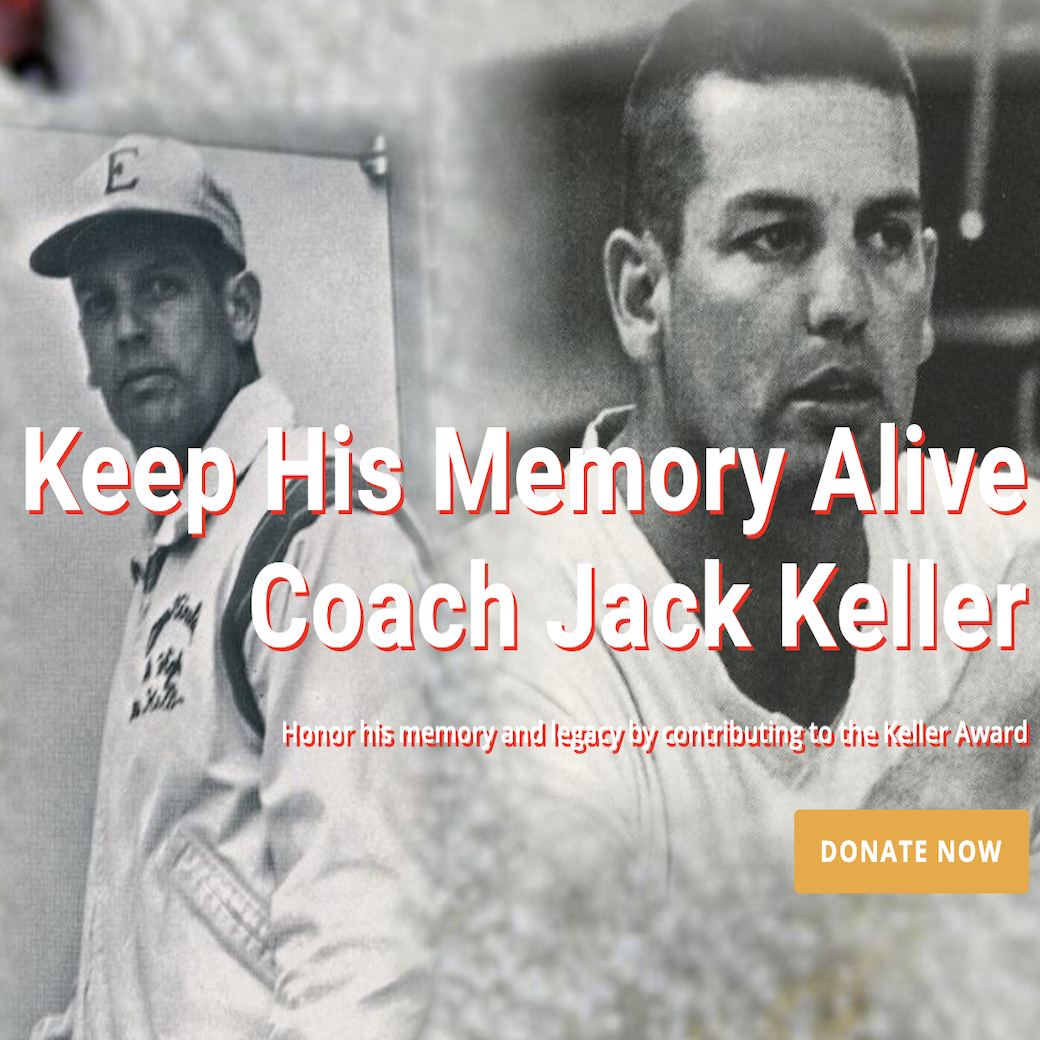 E
Keep His Memory Alive
Coach Jack Keller
Honor his memory and legacy by contributing to the Keller Award
DONATE NOW